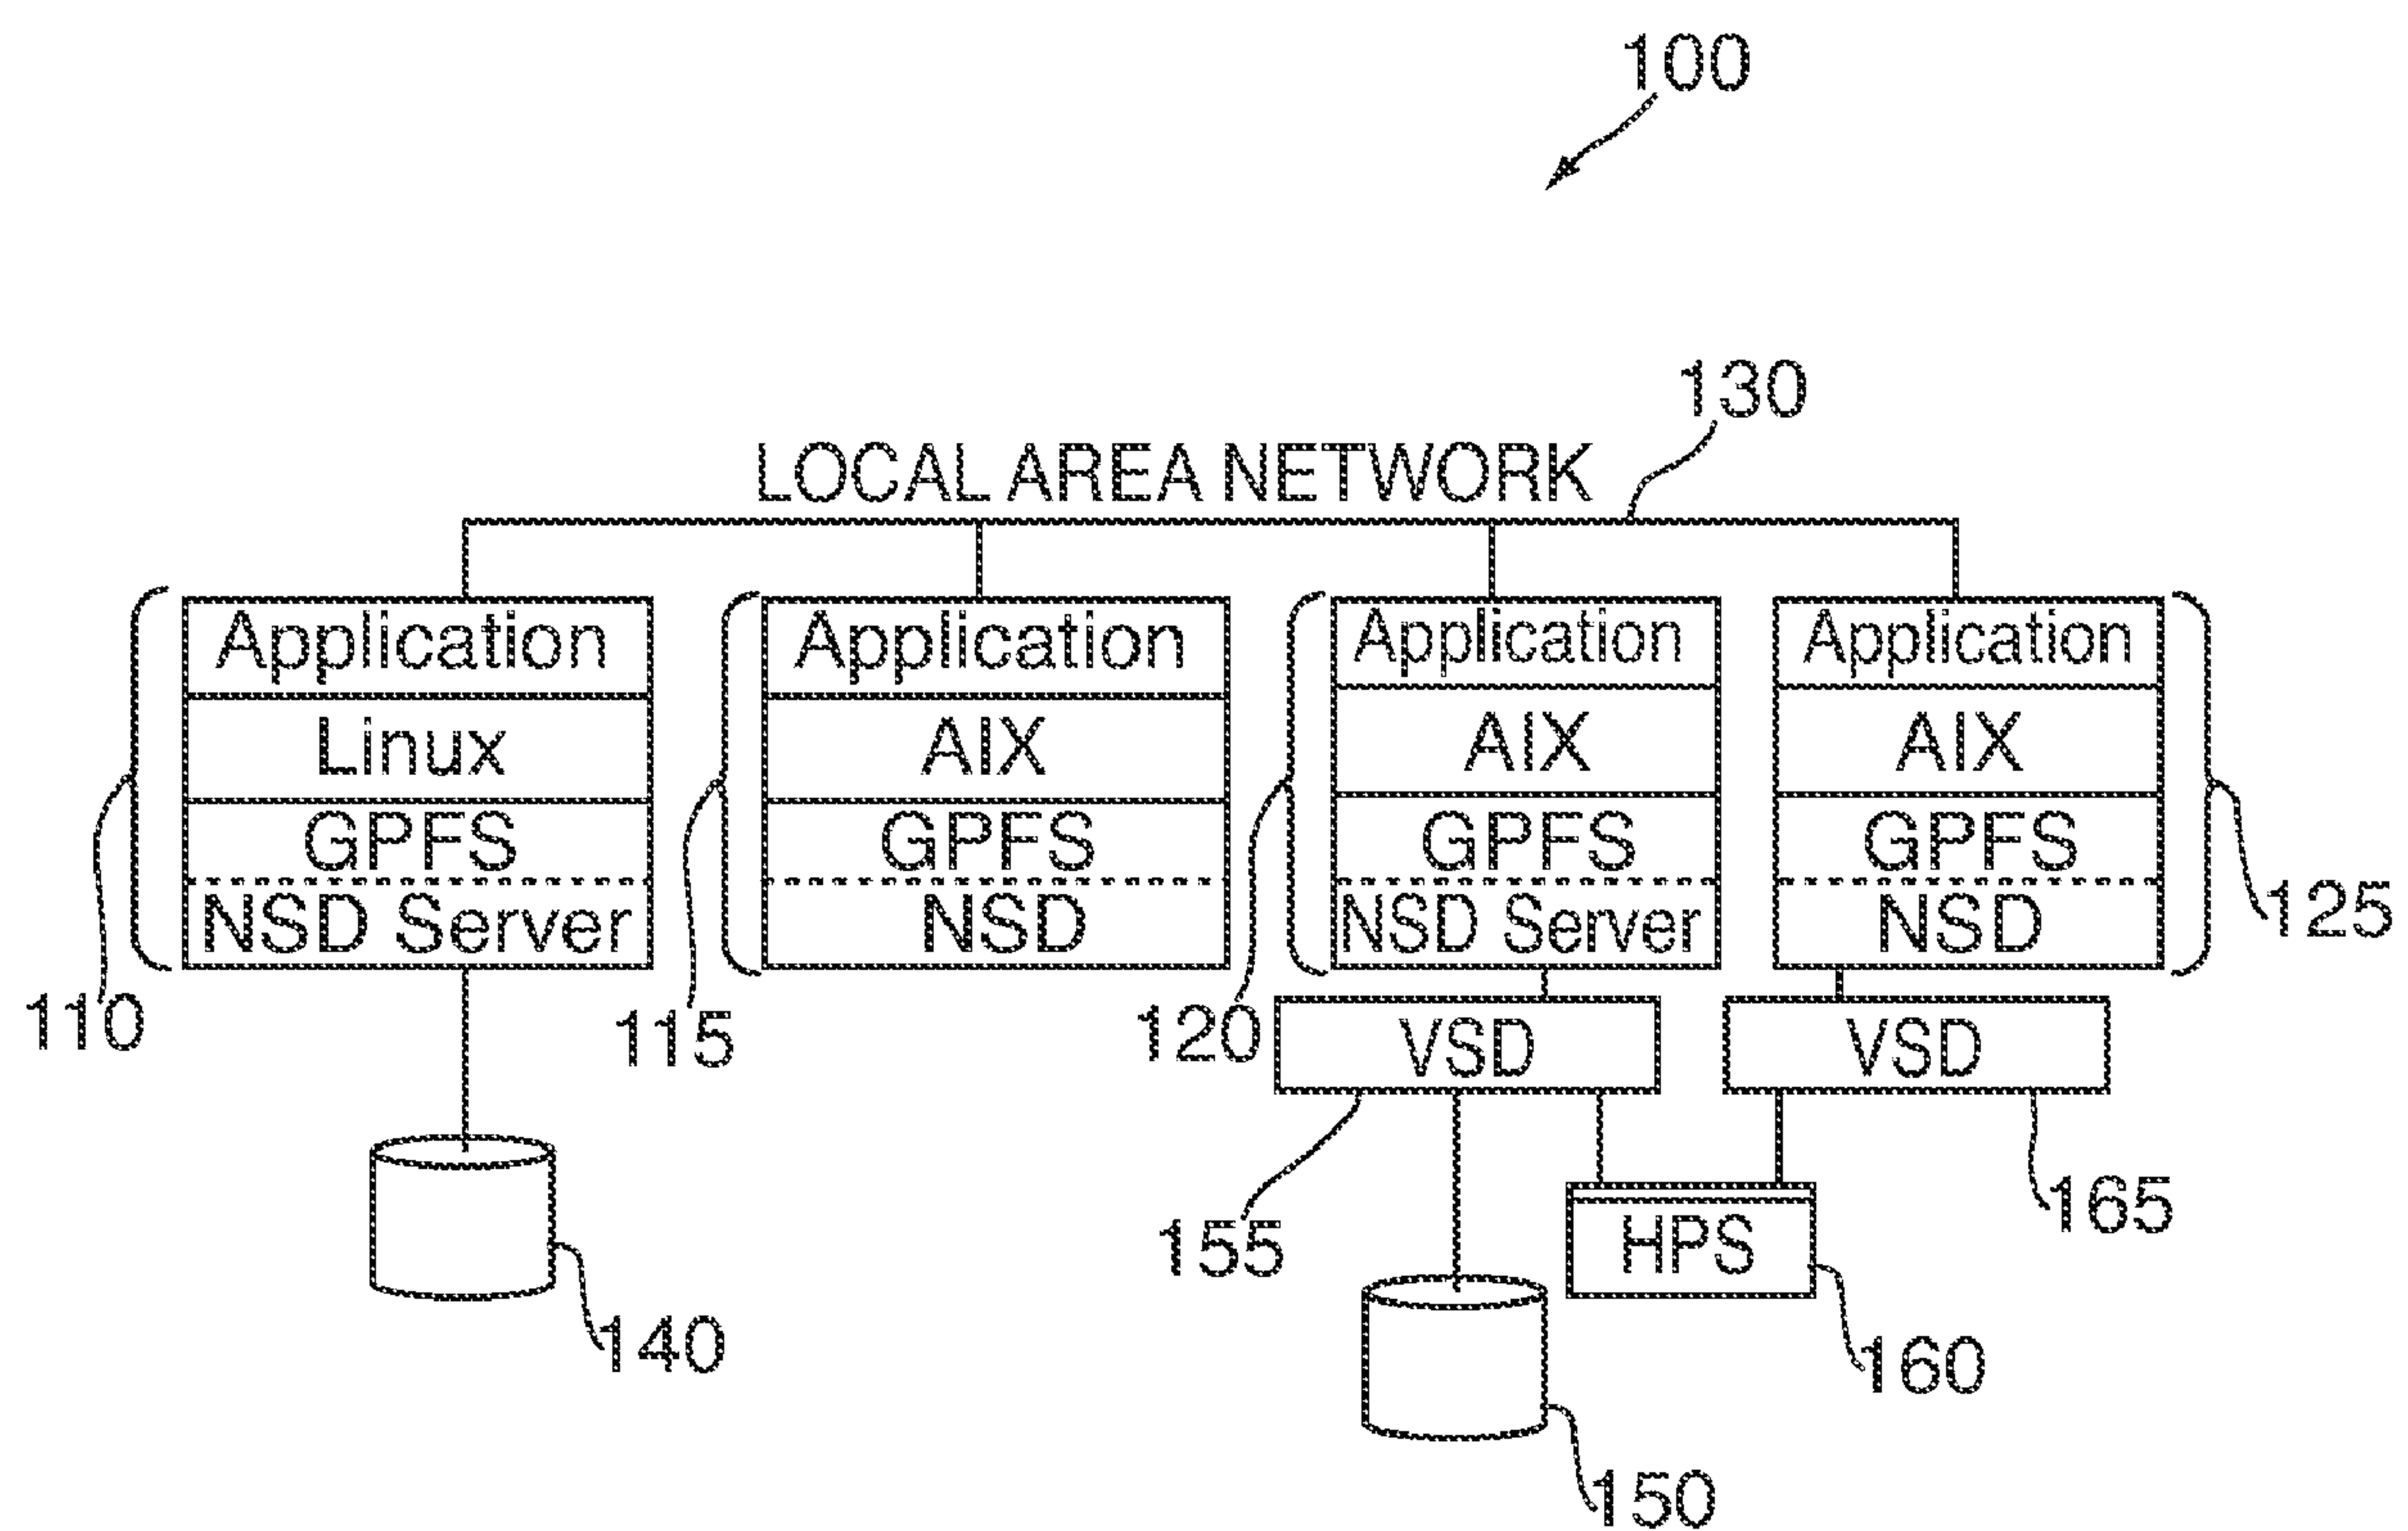 100
130
LOCAL AREA NETWORK
Application Application Application Application
Linux AIX AIX AIX
GPFS GPFS GPFS GPFS
NSD Server NSD NSD Server NSD
125
110 115 120 VSD VSD
155 HPS 165
140 160
150